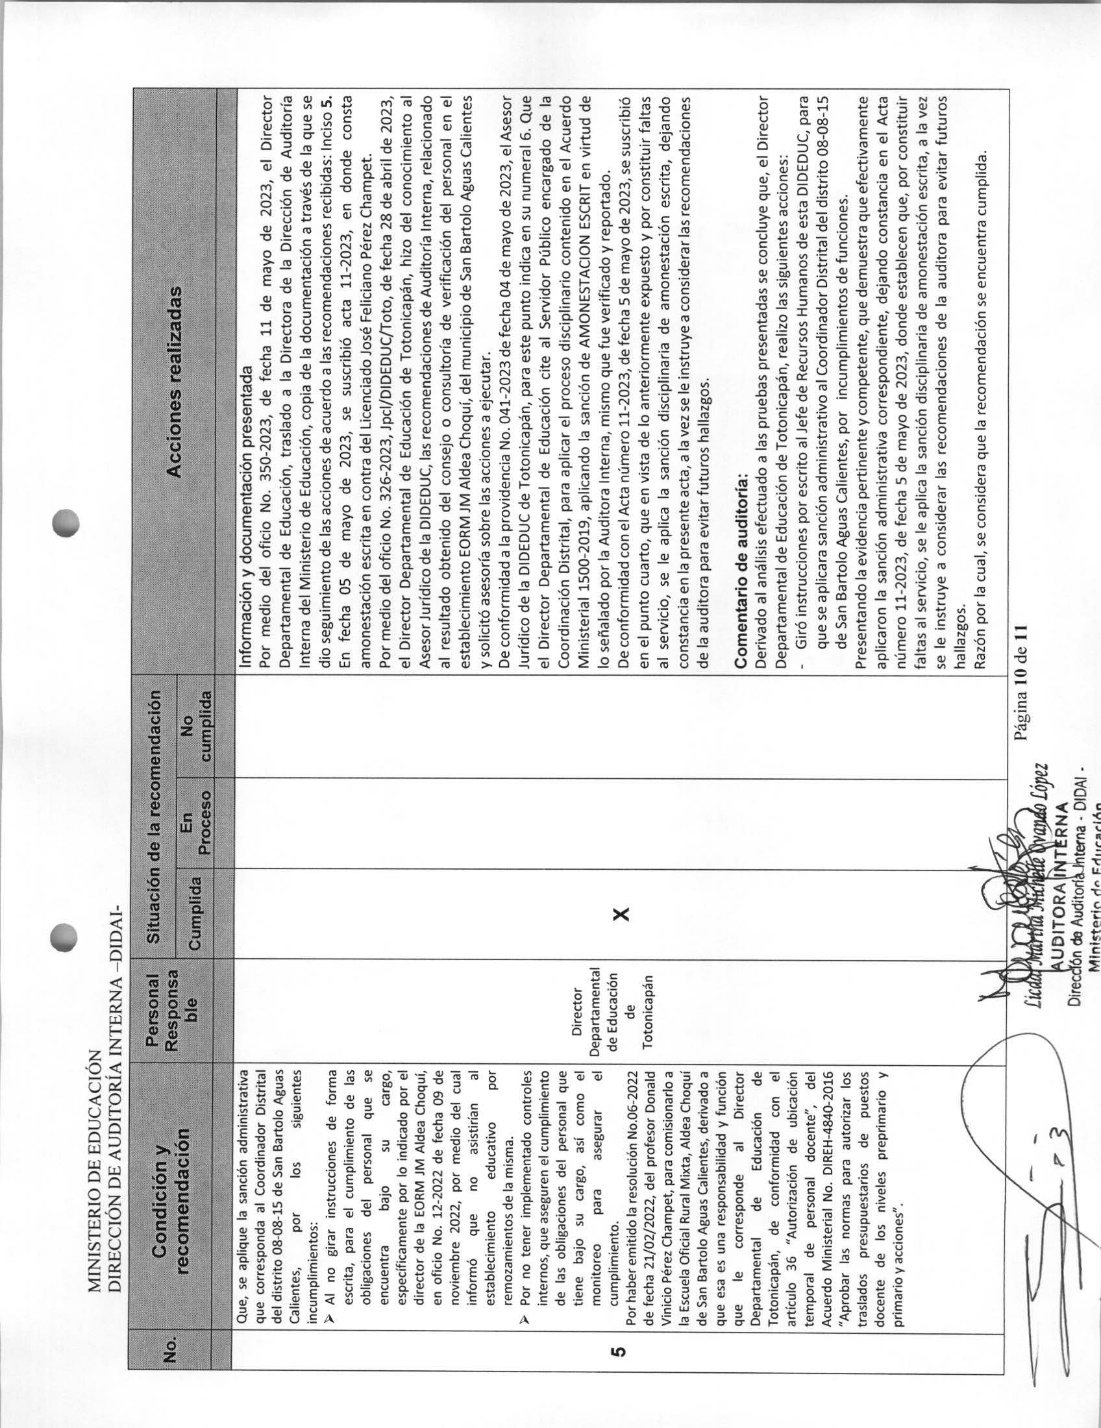 MINISTERIO DE EDUCACIÓN
DIRECCIÓN DE AUDITORÍA INTERNA –DIDAI-
No.
Condición y
recomendación
Personal
Responsa
ble
Situación de la recomendación
Cumplida
En
Proceso
No
cumplida
Acciones realizadas
5
Que, se aplique la sanción administrativa
que corresponda al Coordinador Distrital
del distrito 08-08-15 de San Bartolo Aguas
Calientes, por los siguientes
incumplimientos:
➢ Al no girar instrucciones de forma
escrita, para el cumplimiento de las
obligaciones del personal que se
encuentra bajo su cargo,
específicamente por lo indicado por el
director de la EORM JM Aldea Choquí,
en oficio No. 12-2022 de fecha 09 de
noviembre 2022, por medio del cual
informó que no asistirían al
establecimiento educativo por
remozamientos de la misma.
➢ Por no tener implementado controles
internos, que aseguren el cumplimiento
de las obligaciones del personal que
tiene bajo su cargo, así como el
monitoreo para asegurar el
cumplimiento.
Por haber emitido la resolución No.06-2022
de fecha 21/02/2022, del profesor Donald
Vinicio Pérez Champet, para comisionarlo a
la Escuela Oficial Rural Mixta, Aldea Choquí
de San Bartolo Aguas Calientes, derivado a
que esa es una responsabilidad y función
que le corresponde al Director
Departamental de Educación de
Totonicapán, de conformidad con el
artículo 36 "Autorización de ubicación
temporal de personal docente", del
Acuerdo Ministerial No. DIREH-4840-2016
"Aprobar las normas para autorizar los
traslados presupuestarios de puestos
docente de los niveles preprimario y
primario y acciones".
Director
Departamental
de Educación
de
Totonicapán
X
Información y documentación presentada
Por medio del oficio No. 350-2023, de fecha 11 de mayo de 2023, el Director
Departamental de Educación, traslado a la Directora de la Dirección de Auditoría
Interna del Ministerio de Educación, copia de la documentación a través de la que se
dio seguimiento de las acciones de acuerdo a las recomendaciones recibidas: Inciso 5.
En fecha 05 de mayo de 2023, se suscribió acta 11-2023, en donde consta
amonestación escrita en contra del Licenciado José Feliciano Pérez Champet.
Por medio del oficio No. 326-2023, Jpcl/DIDEDUC/Toto, de fecha 28 de abril de 2023,
el Director Departamental de Educación de Totonicapán, hizo del conocimiento al
Asesor Jurídico de la DIDEDUC, las recomendaciones de Auditoría Interna, relacionado
al resultado obtenido del consejo o consultoría de verificación del personal en el
establecimiento EORM JM Aldea Choquí, del municipio de San Bartolo Aguas Calientes
y solicitó asesoría sobre las acciones a ejecutar.
De conformidad a la providencia No. 041-2023 de fecha 04 de mayo de 2023, el Asesor
Jurídico de la DIDEDUC de Totonicapán, para este punto indica en su numeral 6. Que
el Director Departamental de Educación cite al Servidor Público encargado de la
Coordinación Distrital, para aplicar el proceso disciplinario contenido en el Acuerdo
Ministerial 1500-2019, aplicando la sanción de AMONESTACION ESCRIT en virtud de
lo señalado por la Auditora Interna, mismo que fue verificado y reportado.
De conformidad con el Acta número 11-2023, de fecha 5 de mayo de 2023, se suscribió
en el punto cuarto, que en vista de lo anteriormente expuesto y por constituir faltas
al servicio, se le aplica la sanción disciplinaria de amonestación escrita, dejando
constancia en la presente acta, a la vez se le instruye a considerar las recomendaciones
de la auditora para evitar futuros hallazgos.
Comentario de auditoría:
Derivado al análisis efectuado a las pruebas presentadas se concluye que, el Director
Departamental de Educación de Totonicapán, realizo las siguientes acciones:
- Giró instrucciones por escrito al Jefe de Recursos Humanos de esta DIDEDUC, para
que se aplicara sanción administrativo al Coordinador Distrital del distrito 08-08-15
de San Bartolo Aguas Calientes, por incumplimientos de funciones.
Presentando la evidencia pertinente y competente, que demuestra que efectivamente
aplicaron la sanción administrativa correspondiente, dejando constancia en el Acta
número 11-2023, de fecha 5 de mayo de 2023, donde establecen que, por constituir
faltas al servicio, se le aplica la sanción disciplinaria de amonestación escrita, a la vez
se le instruye a considerar las recomendaciones de la auditora para evitar futuros
hallazgos.
Razón por la cual, se considera que la recomendación se encuentra cumplida.
Página 10 de 11
Licda. Martha Michelle Ovando López
AUDITORA INTERNA
Dirección de Auditoría Interna - DIDAI -
Ministerio de Educación